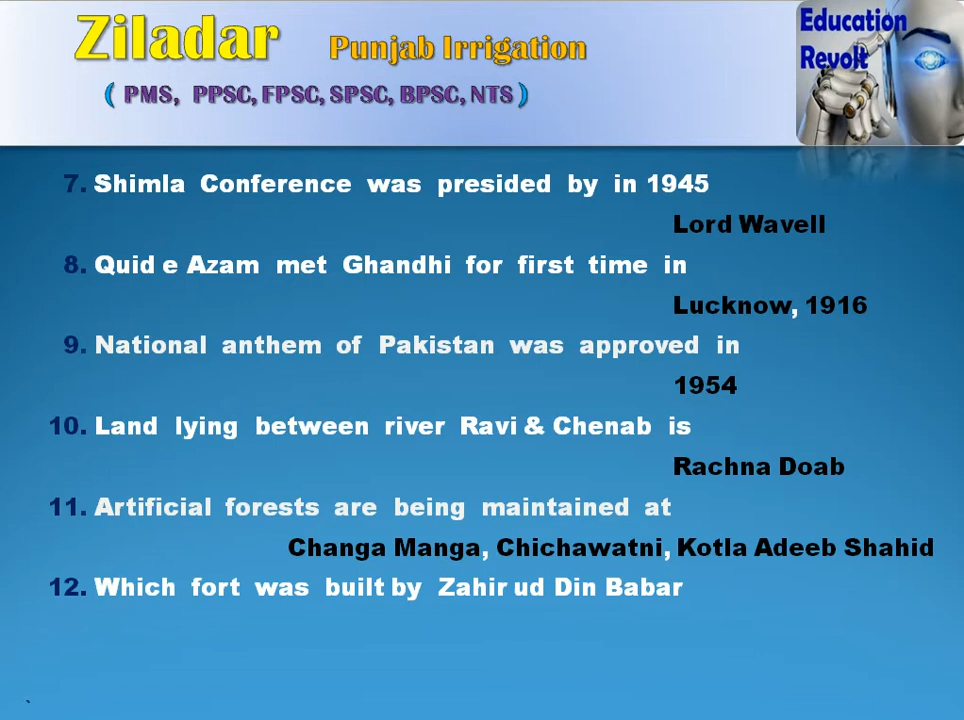 Ziladar Punjab Irrigation
( PMS, PPSC, FPSC, SPSC, BPSC, NTS )
Education
Revolt
7. Shimla Conference was presided by in 1945
Lord Wavell
8. Quid e Azam met Ghandhi for first time in
Lucknow, 1916
9. National anthem of Pakistan was approved in
1954
10. Land lying between river Ravi & Chenab is
Rachna Doab
11. Artificial forests are being maintained at
Changa Manga, Chichawatni, Kotla Adeeb Shahid
12. Which fort was built by Zahir ud Din Babar
`